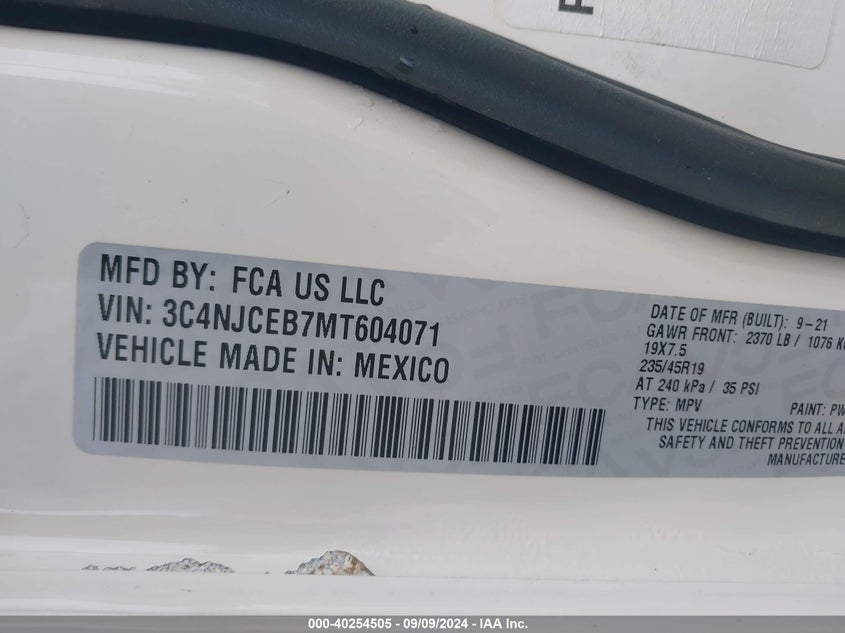 MFD BY: FCA US LLC
VIN: 3C4NJCEB7MT604071
VEHICLE MADE IN: MEXICO
DATE OF MFR (BUILT): 9-21
GAWR FRONT: 2370 LB / 1076 K
19X7.5
235/45R19
AT 240 kPa / 35 PSI
TYPE: MPV PAINT: PW
THIS VEHICLE CONFORMS TO ALL A
SAFETY AND THEFT PREVENTION
MANUFACTURE
000-40254505 - 09/09/2024 - IAA Inc.